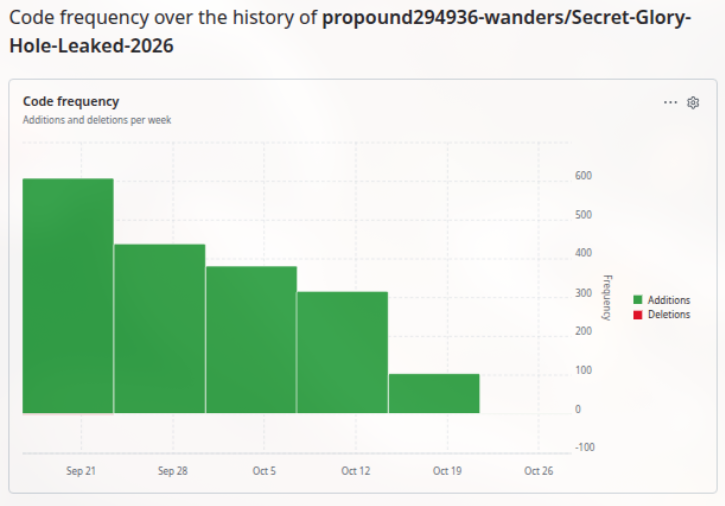 Code frequency over the history of propound294936-wanders/Secret-Glory-
Hole-Leaked-2026
Code frequency
Additions and deletions per week
600
500
400
300
200
100
0
-100
Frequency
Additions
Deletions
Sep 21
Sep 28
Oct 5
Oct 12
Oct 19
Oct 26